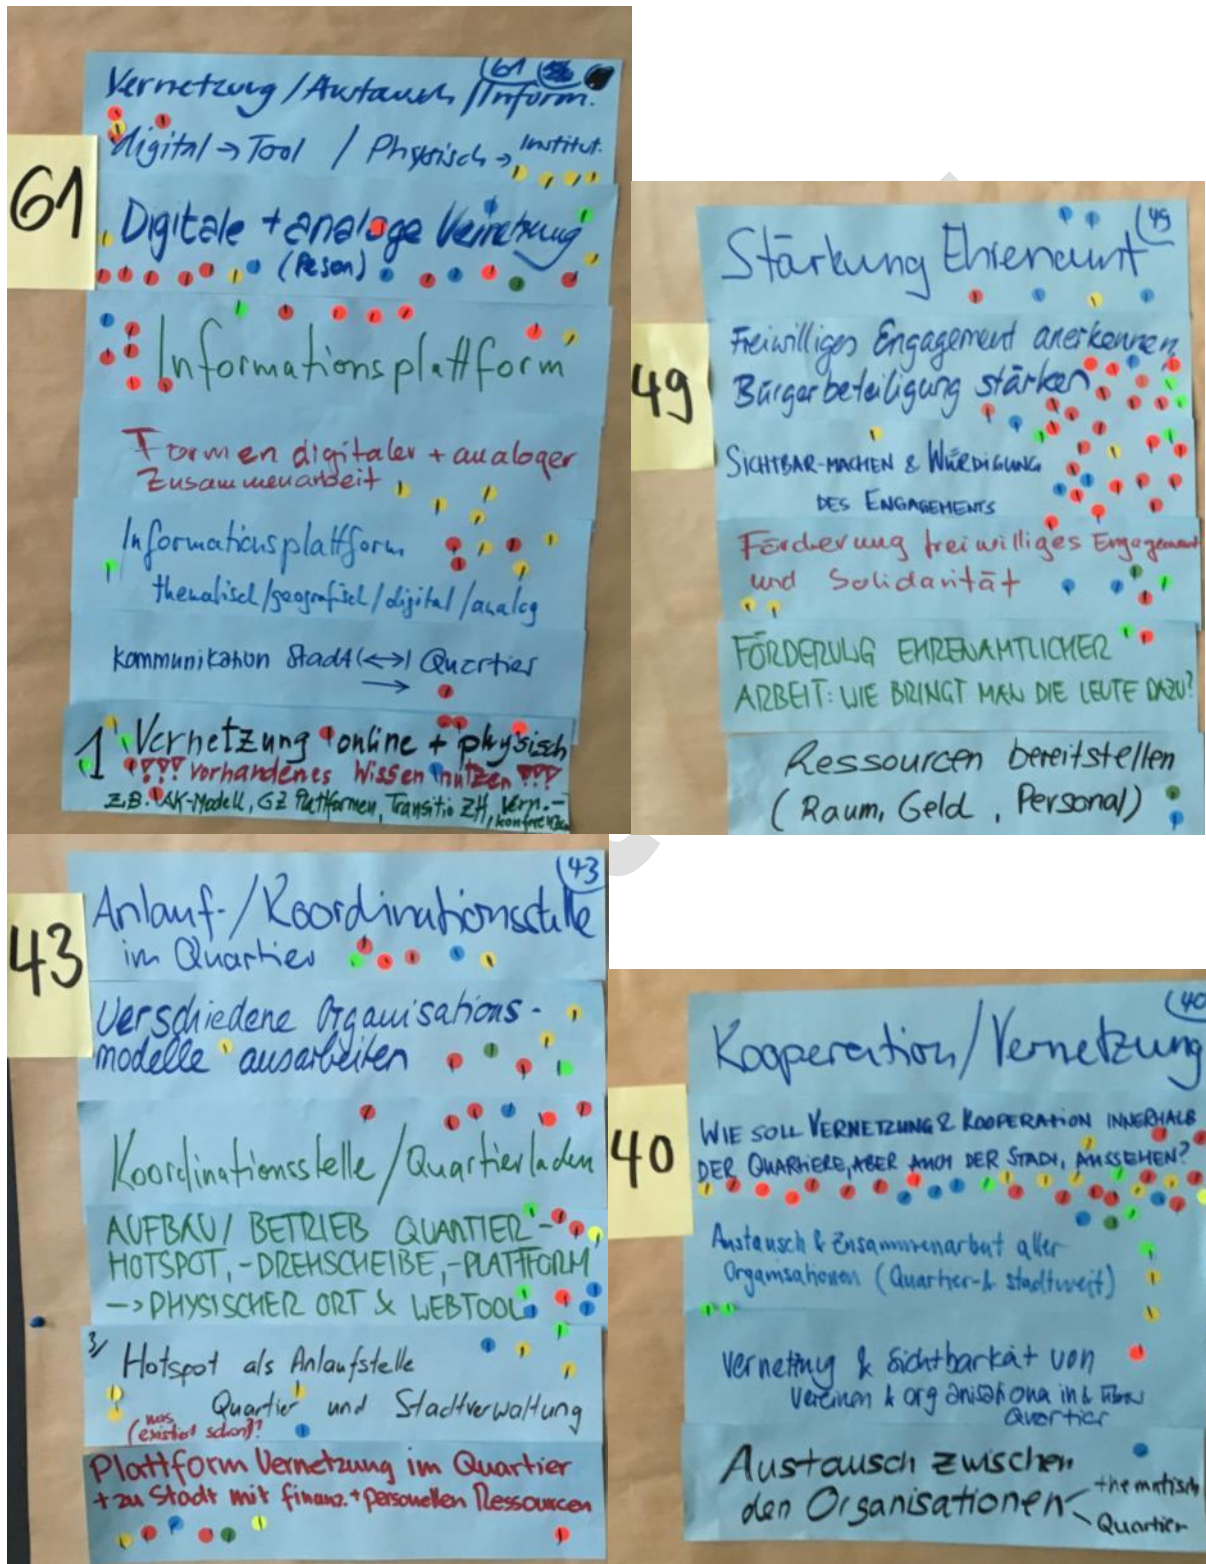 61
Vernetzung / Austausch / Inform.
digital → Tool / Physisch → Institut.
61
Digitale + analoge Vernetzung
(Peson)
Informationsplattform
Formen digitaler + analoger
Zusammenarbeit
Informationsplattform
thematisch/geografisch/digital/analog
Kommunikation Stadt (↔) Quartier
→
1 Vernetzung online + physisch
!!!! vorhandenes Wissen nutzen !!!
z.B. AK-Modell, GZ Plattformen, Transitio ZH, Vern.-
konferenzen
49
Stärkung Ehrenamt
49
Freiwilliges Engagement anerkennen,
Bürgerbeteiligung stärken
SICHTBAR-MACHEN & WÜRDIGUNG
DES ENGAGEMENTS
Förderung freiwilliges Engagement
und Solidarität
FÖRDERUNG EHRENAMTLICHER
ARBEIT: WIE BRINGT MAN DIE LEUTE DAZU?
Ressourcen bereitstellen
(Raum, Geld, Personal)
43
Anlauf-/Koordinationsstelle
im Quartier
43
Verschiedene Organisations-
modelle ausarbeiten
Koordinationsstelle/Quartierladen
AUFBAU/ BETRIEB QUARTIER-
HOTSPOT, -DREHSCHEIBE, -PLATTFORM
→ PHYSISCHER ORT & WEBTOOL
3/ Hotspot als Anlaufstelle
Quartier und Stadtverwaltung
(was
existiert schon)?
Plattform Vernetzung im Quartier
+ zu Stadt mit finanz. + personellen Ressourcen
40
40
Kooperation/Vernetzung
WIE SOLL VERNETZUNG & KOOPERATION INNERHALB
DER QUARTIERE, ABER AUCH DER STADT, AUSSEHEN?
Austausch & Zusammenarbeit aller
Organisationen (Quartier- & stadtweit)
Vernetzung & Sichtbarkeit von
Vereinen & Organisationen in &
Quartier
Austausch zwischen
den Organisationen
thematisch
Quartier